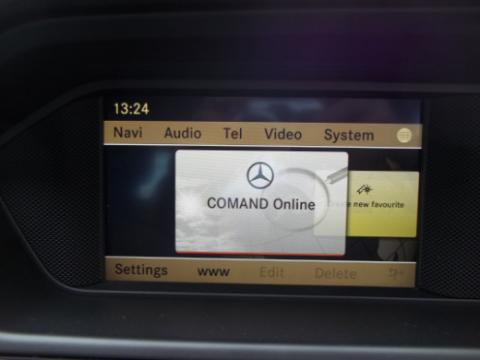 13:24
Navi Audio Tel Video System
COMAND Online
new favourite
Settings www Edit Delete